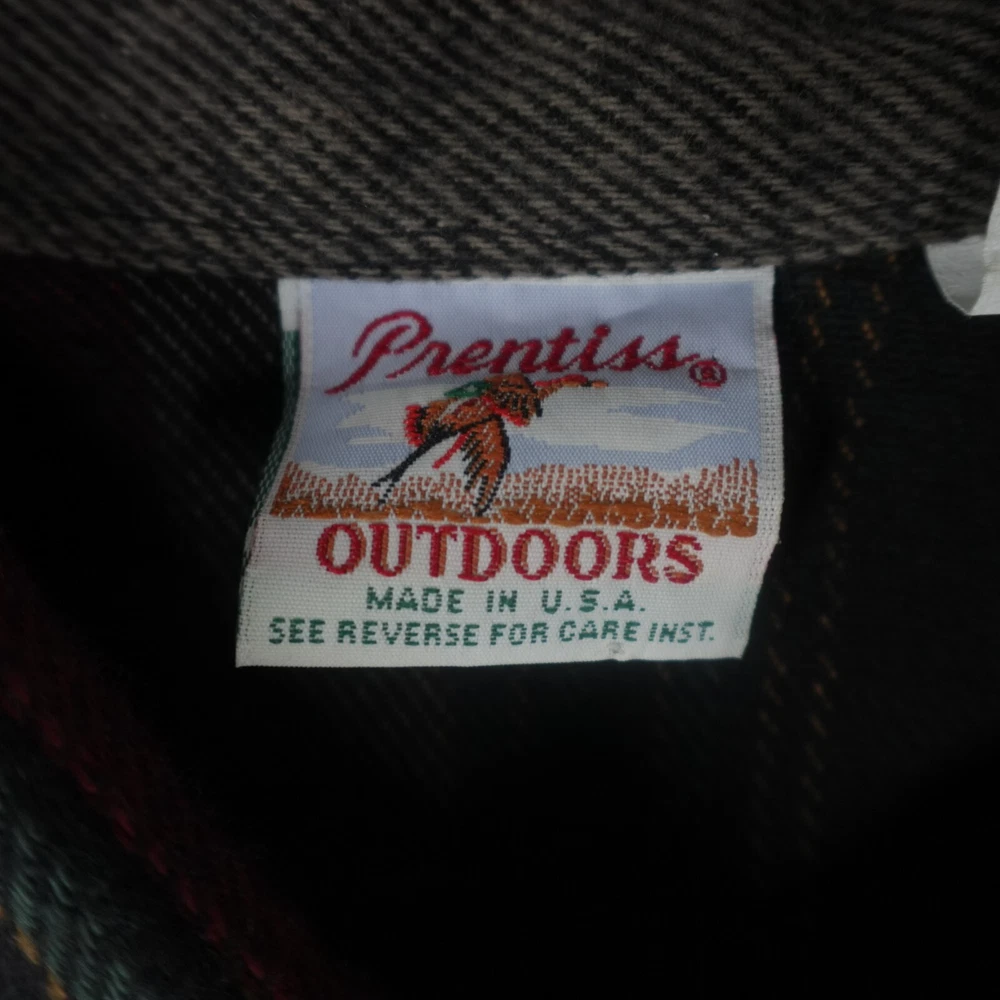 Prentiss®
OUTDOORS
MADE IN U.S.A.
SEE REVERSE FOR CARE INST.